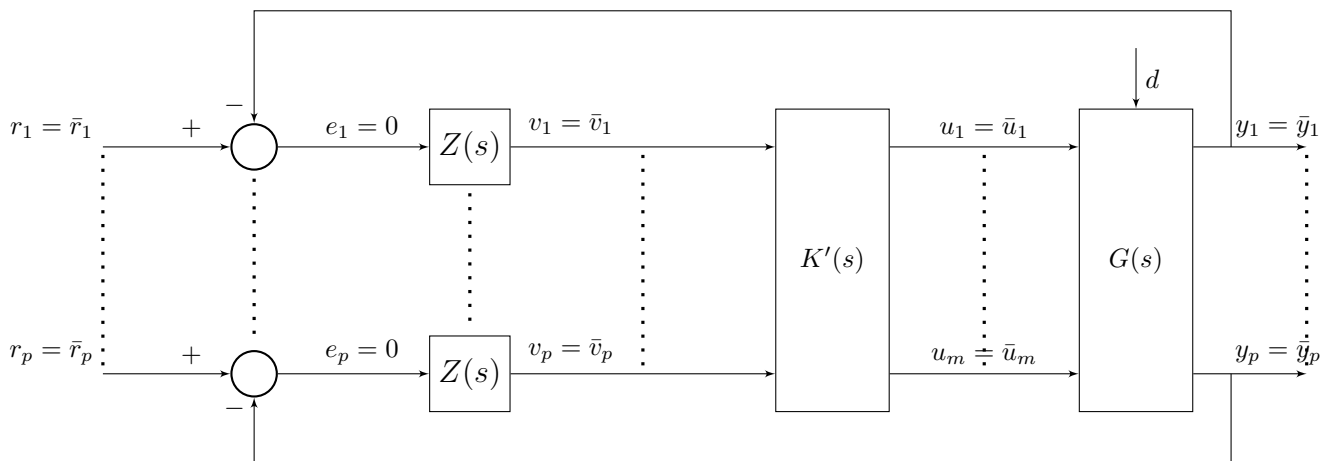 d
−
r₁ = r̄₁
+
e₁ = 0
Z(s)
v₁ = v̄₁
u₁ = ū₁
y₁ = ȳ₁
K′(s)
G(s)
rₚ = r̄ₚ
+
eₚ = 0
Z(s)
vₚ = v̄ₚ
uₘ = ūₘ
yₚ = ȳₚ
−